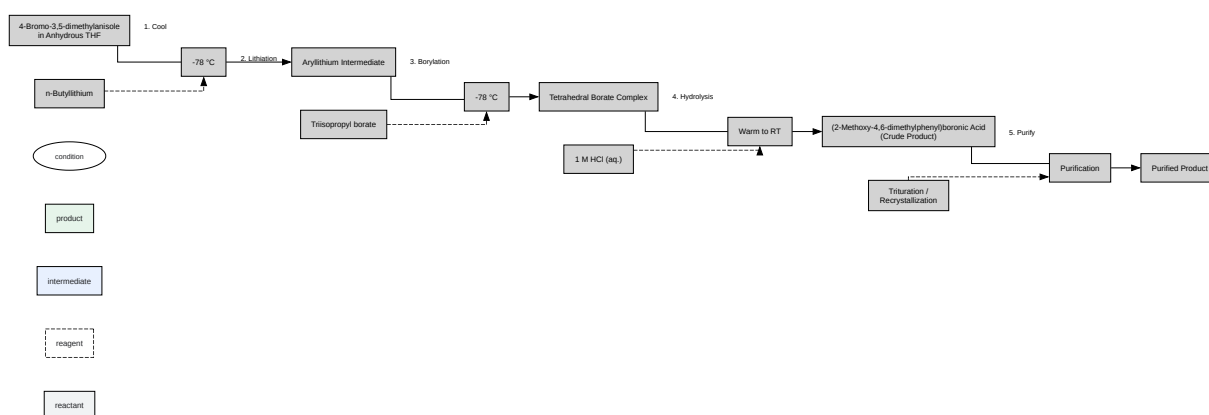 4-Bromo-3,5-dimethylanisole
in Anhydrous THF
1. Cool
-78 °C
2. Lithiation
Aryllithium Intermediate
3. Borylation
n-Butyllithium
-78 °C
Tetrahedral Borate Complex
4. Hydrolysis
Triisopropyl borate
Warm to RT
(2-Methoxy-4,6-dimethylphenyl)boronic Acid
(Crude Product)
5. Purify
1 M HCl (aq.)
Purification
Purified Product
Trituration /
Recrystallization
condition
product
intermediate
reagent
reactant